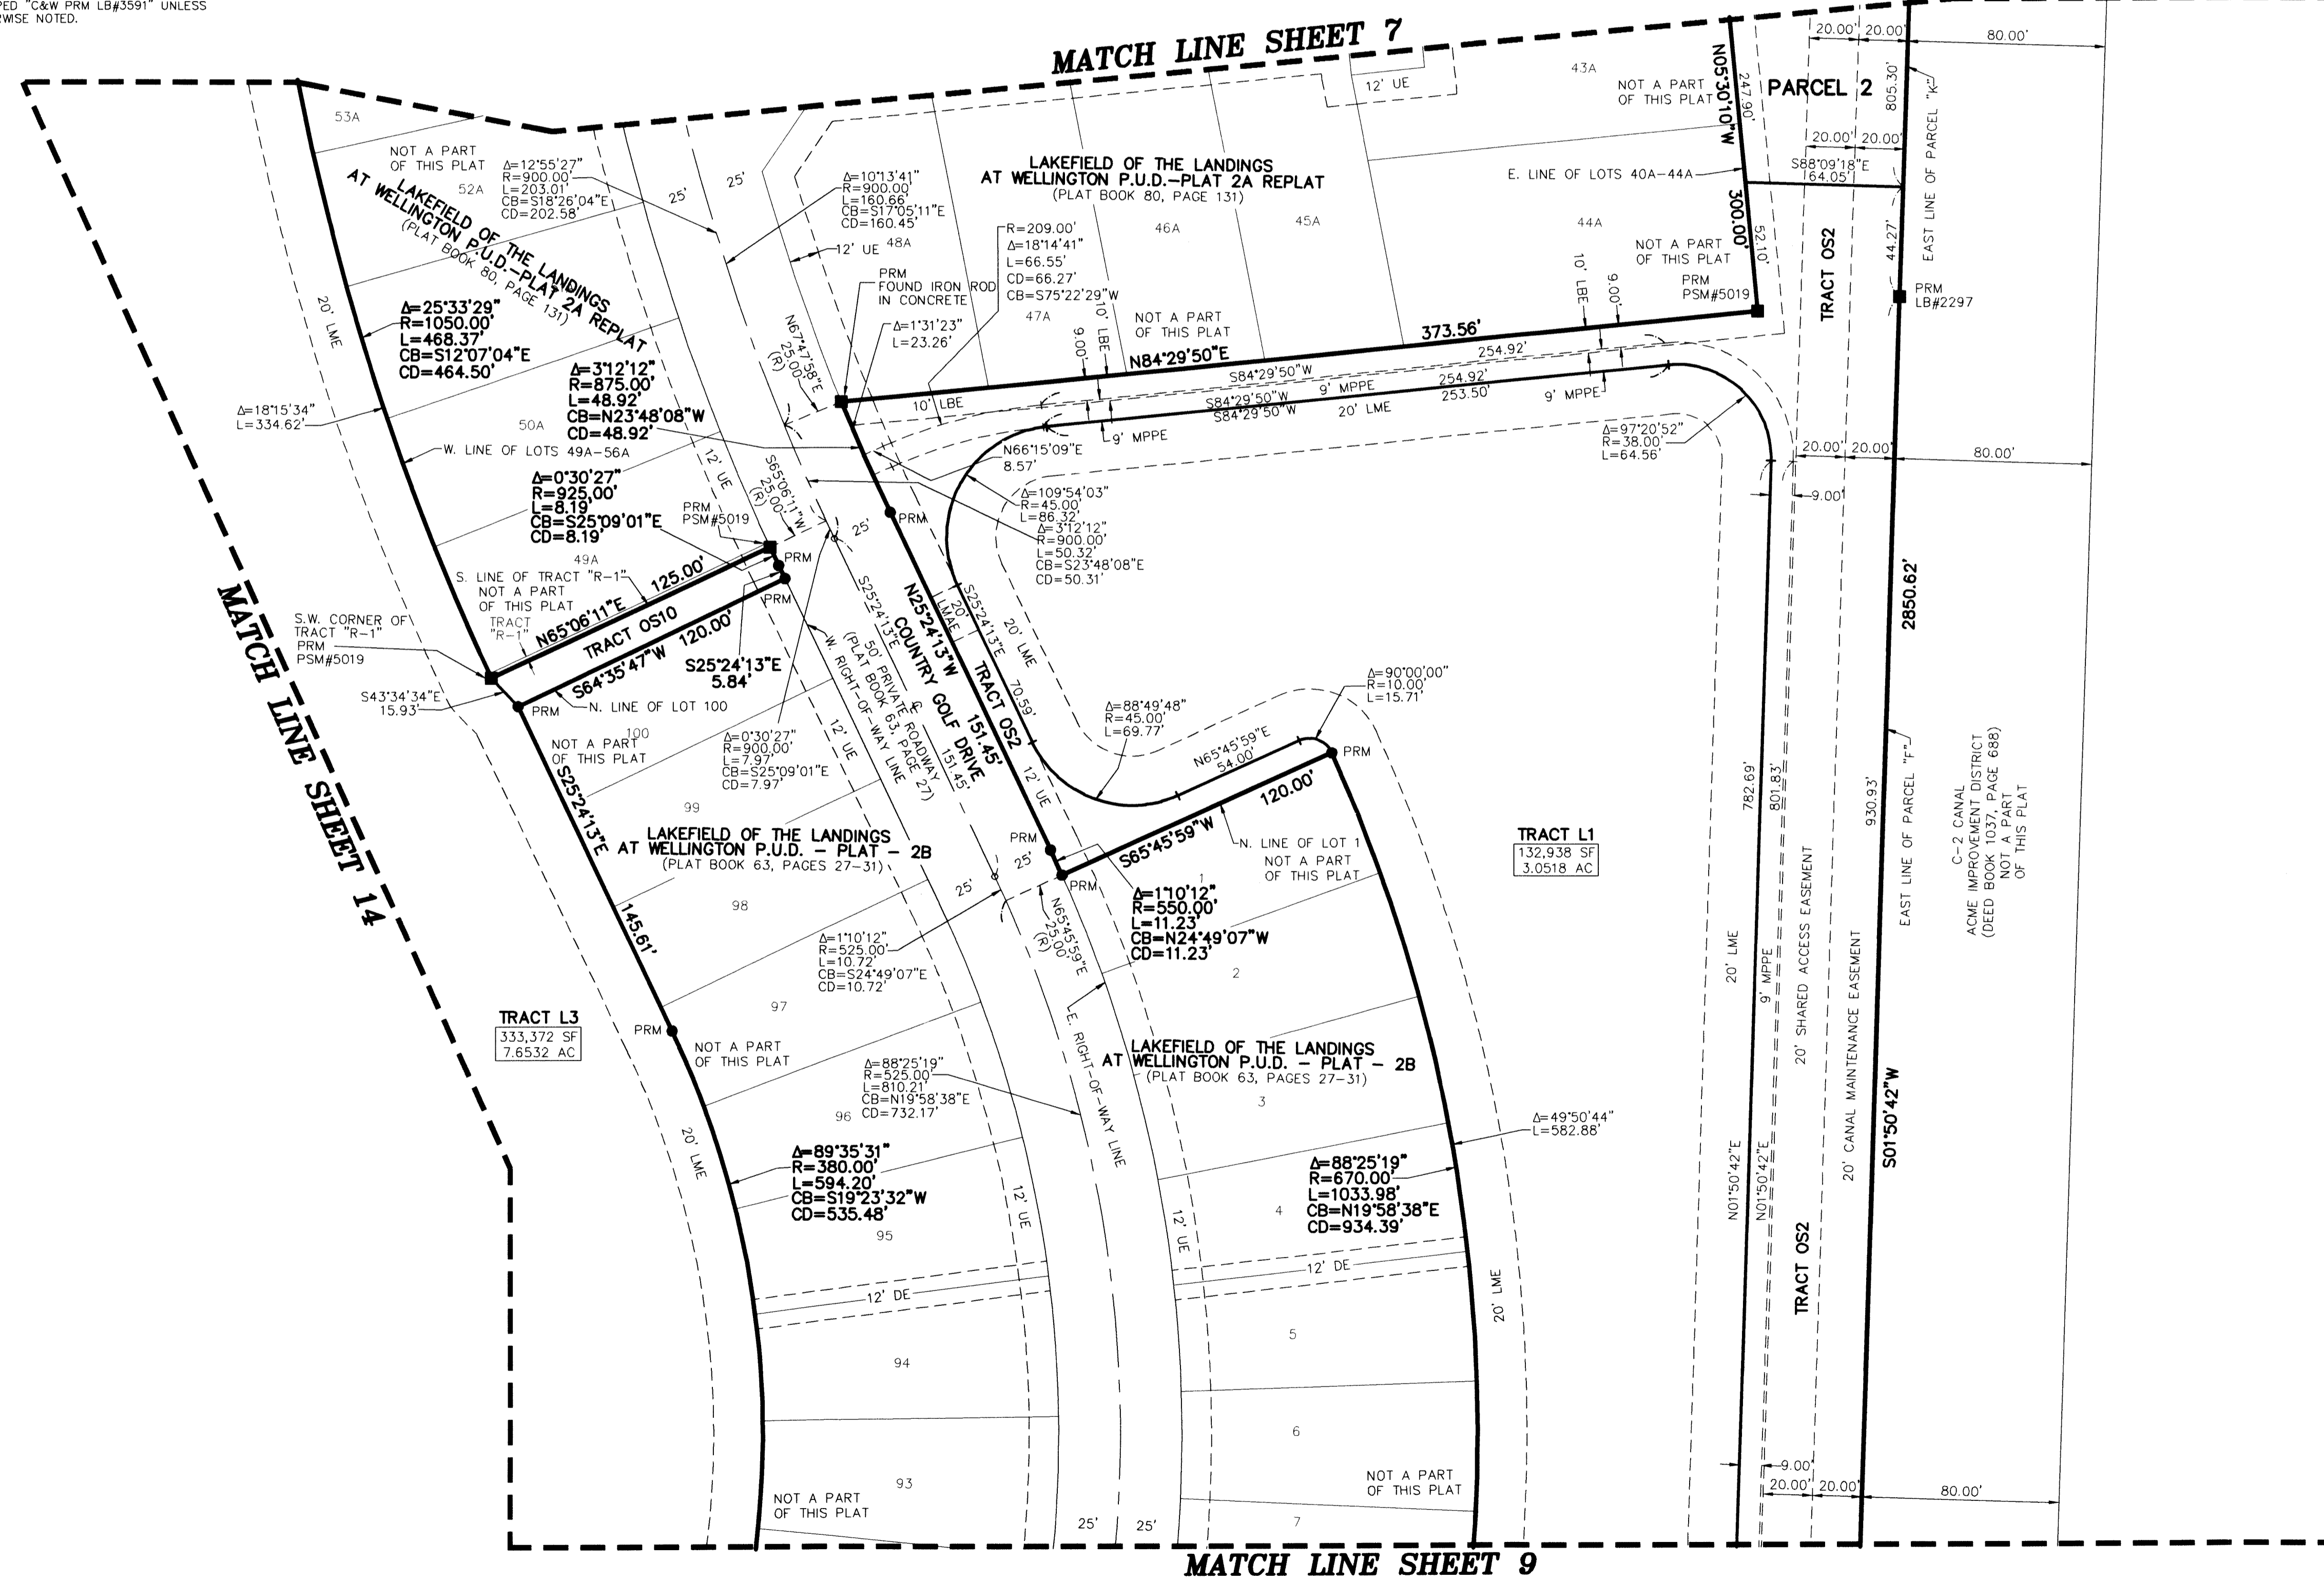 PED "C&W PRM LB#3591" UNLESS
RWISE NOTED.
MATCH LINE SHEET 7
53A
NOT A PART
OF THIS PLAT
52A
LAKEFIELD OF THE LANDINGS
AT WELLINGTON P.U.D.-PLAT 2A REPLAT
(PLAT BOOK 80, PAGE 131)
Δ=12°55'27"
R=900.00'
L=203.01'
CB=S18°26'04"E
CD=202.58'
25'
25'
Δ=10°13'41"
R=900.00'
L=160.66'
CB=S17°05'11"E
CD=160.45'
12' UE
48A
PRM
FOUND IRON ROD
IN CONCRETE
LAKEFIELD OF THE LANDINGS
AT WELLINGTON P.U.D.-PLAT 2A REPLAT
(PLAT BOOK 80, PAGE 131)
R=209.00'
Δ=18°14'41"
L=66.55'
CD=66.27'
CB=S75°22'29"W
47A
46A
45A
12' UE
43A
NOT A PART
OF THIS PLAT
N05°30'10"W
247.90'
300.00'
52.10'
E. LINE OF LOTS 40A-44A
44A
NOT A PART
OF THIS PLAT
PRM
PSM#5019
PARCEL 2
20.00'
20.00'
80.00'
805.30'
EAST LINE OF PARCEL "K"
20.00'
20.00'
S88°09'18"E
64.05'
TRACT OS2
44.27'
PRM
LB#2297
10' LBE
9.00'
NOT A PART
OF THIS PLAT
10' LBE
9.00'
373.56'
N84°29'50"E
254.92'
S84°29'50"W
254.92'
S84°29'50"W
9' MPPE
253.50'
S84°29'50"W
20' LME
9' MPPE
10' LBE
9' MPPE
Δ=1°31'23"
L=23.26'
N67°47'58"E
25.00'
(R)
20' LME
Δ=25°33'29"
R=1050.00'
L=468.37'
CB=S12°07'04"E
CD=464.50'
Δ=3°12'12"
R=875.00'
L=48.92'
CB=N23°48'08"W
CD=48.92'
Δ=18°15'34"
L=334.62'
50A
W. LINE OF LOTS 49A-56A
12' UE
S65°06'11"W
25.00'
(R)
Δ=0°30'27"
R=925.00'
L=8.19'
CB=S25°09'01"E
CD=8.19'
PRM
PSM#5019
49A
S. LINE OF TRACT "R-1"
NOT A PART
OF THIS PLAT
TRACT
"R-1"
125.00'
N65°06'11"E
TRACT OS10
120.00'
S64°35'47"W
PRM
PRM
S.W. CORNER OF
TRACT "R-1"
PRM
PSM#5019
S43°34'34"E
15.93'
PRM
N. LINE OF LOT 100
S25°24'13"E
5.84'
25'
PRM
N66°15'09"E
8.57'
Δ=109°54'03"
R=45.00'
L=86.32'
Δ=3°12'12"
R=900.00'
L=50.32'
CB=S23°48'08"E
CD=50.31'
Δ=97°20'52"
R=38.00'
L=64.56'
20.00'
20.00'
80.00'
9.00'
MATCH LINE SHEET 14
NOT A PART
OF THIS PLAT
100
S25°24'13"E
145.61'
99
Δ=0°30'27"
R=900.00'
L=7.97'
CB=S25°09'01"E
CD=7.97'
12' UE
W. RIGHT-OF-WAY LINE
S25°24'13"E
50' PRIVATE ROADWAY
(PLAT BOOK 63, PAGE 27)
151.45'
COUNTRY GOLF DRIVE
N25°24'13"W
151.45'
TRACT OS2
20'
LMAE
S25°24'13"E
70.59'
20' LME
12' UE
Δ=88°49'48"
R=45.00'
L=69.77'
Δ=90°00'00"
R=10.00'
L=15.71'
N65°45'59"E
54.00'
120.00'
S65°45'59"W
PRM
PRM
PRM
N. LINE OF LOT 1
NOT A PART
OF THIS PLAT
1
LAKEFIELD OF THE LANDINGS
AT WELLINGTON P.U.D. - PLAT - 2B
(PLAT BOOK 63, PAGES 27-31)
98
25'
25'
N65°45'59"E
25.00'
(R)
Δ=1°10'12"
R=550.00'
L=11.23'
CB=N24°49'07"W
CD=11.23'
Δ=1°10'12"
R=525.00'
L=10.72'
CB=S24°49'07"E
CD=10.72'
2
TRACT L1
132,938 SF
3.0518 AC
782.69'
801.83'
930.93'
2850.62'
EAST LINE OF PARCEL "F"
C-2 CANAL
ACME IMPROVEMENT DISTRICT
(DEED BOOK 1037, PAGE 688)
NOT A PART
OF THIS PLAT
20' LME
9' MPPE
20' SHARED ACCESS EASEMENT
20' CANAL MAINTENANCE EASEMENT
S01°50'42"W
N01°50'42"E
N01°50'42"E
TRACT OS2
TRACT L3
333,372 SF
7.6532 AC
97
PRM
NOT A PART
OF THIS PLAT
E. RIGHT-OF-WAY LINE
LAKEFIELD OF THE LANDINGS
AT WELLINGTON P.U.D. - PLAT - 2B
(PLAT BOOK 63, PAGES 27-31)
Δ=88°25'19"
R=525.00'
L=810.21'
CB=N19°58'38"E
CD=732.17'
3
96
20' LME
Δ=49°50'44"
L=582.88'
Δ=89°35'31"
R=380.00'
L=594.20'
CB=S19°23'32"W
CD=535.48'
Δ=88°25'19"
R=670.00'
L=1033.98'
CB=N19°58'38"E
CD=934.39'
4
12' UE
12' UE
95
12' DE
12' DE
20' LME
5
94
6
93
NOT A PART
OF THIS PLAT
NOT A PART
OF THIS PLAT
9.00'
20.00'
20.00'
80.00'
25'
25'
7
MATCH LINE SHEET 9